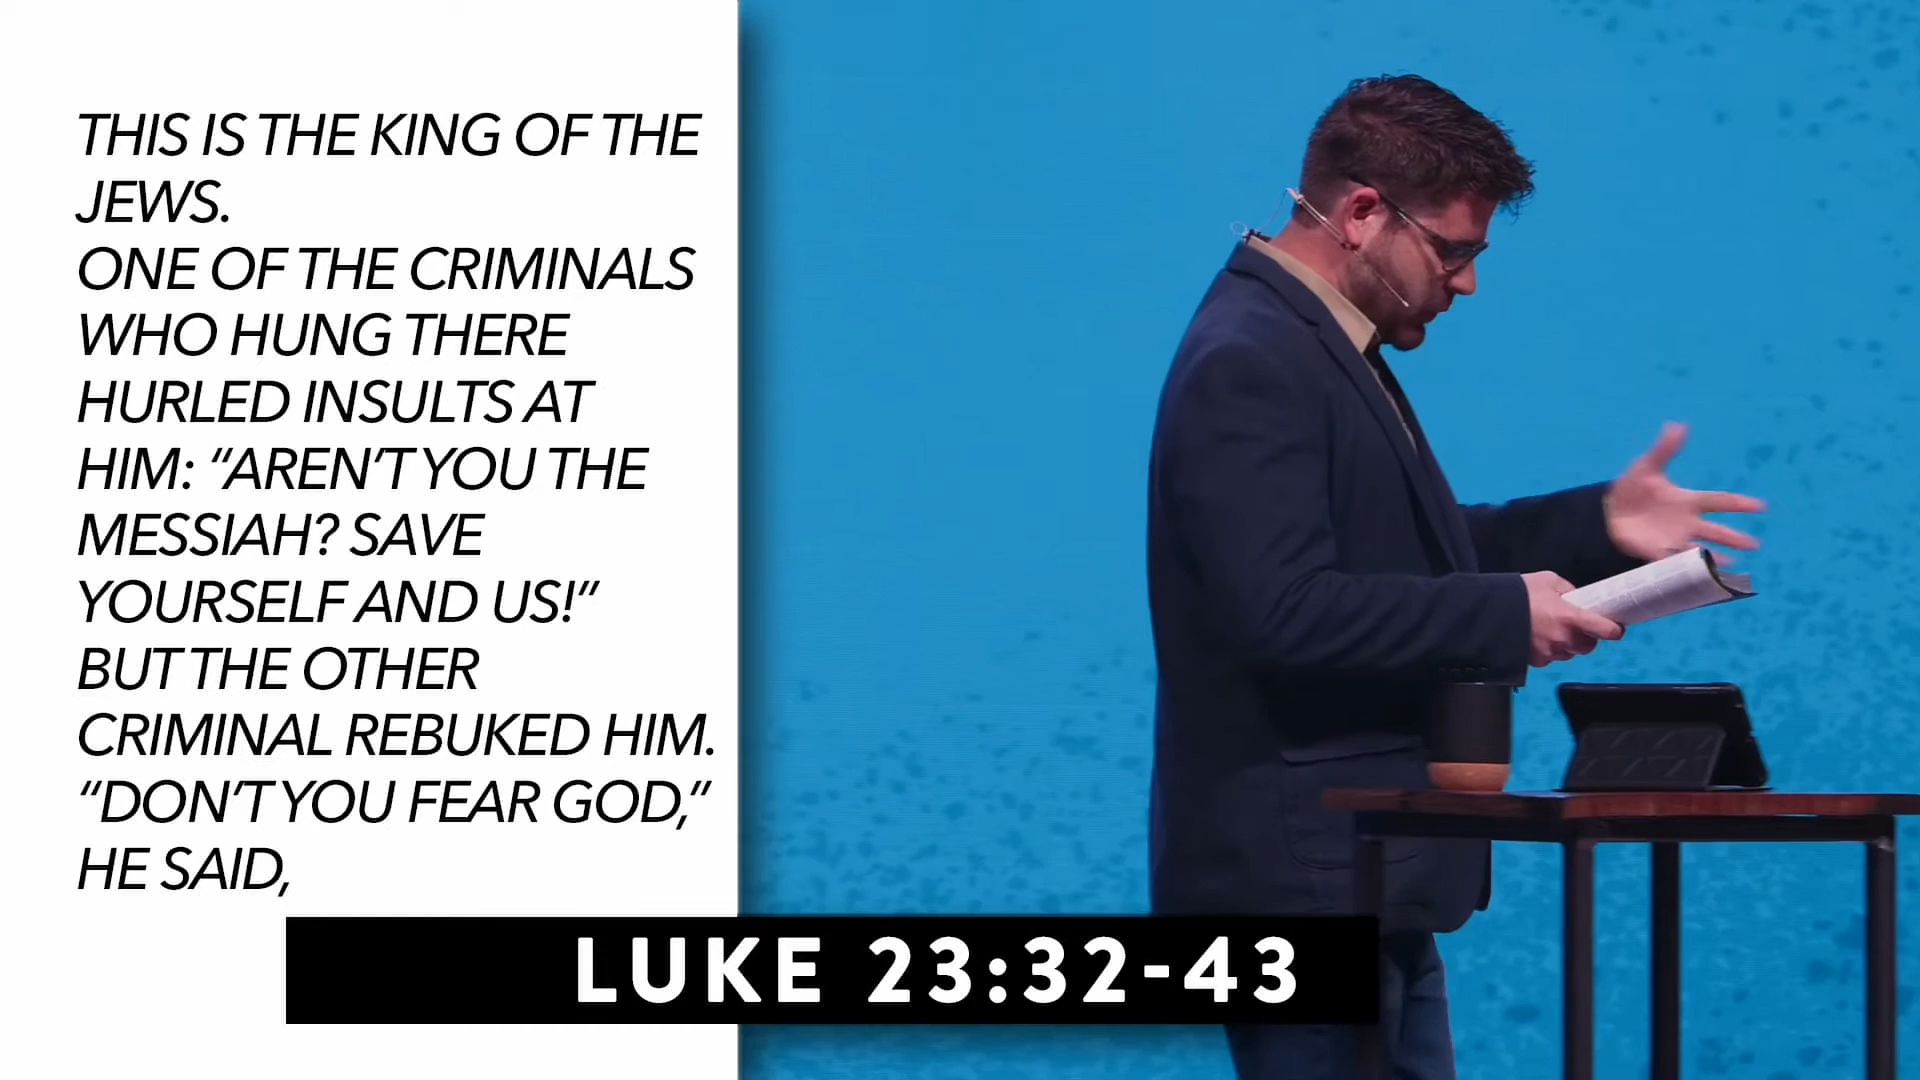 THIS IS THE KING OF THE
JEWS.
ONE OF THE CRIMINALS
WHO HUNG THERE
HURLED INSULTS AT
HIM: “AREN’T YOU THE
MESSIAH? SAVE
YOURSELF AND US!”
BUT THE OTHER
CRIMINAL REBUKED HIM.
“DON’T YOU FEAR GOD,”
HE SAID,
LUKE 23:32-43